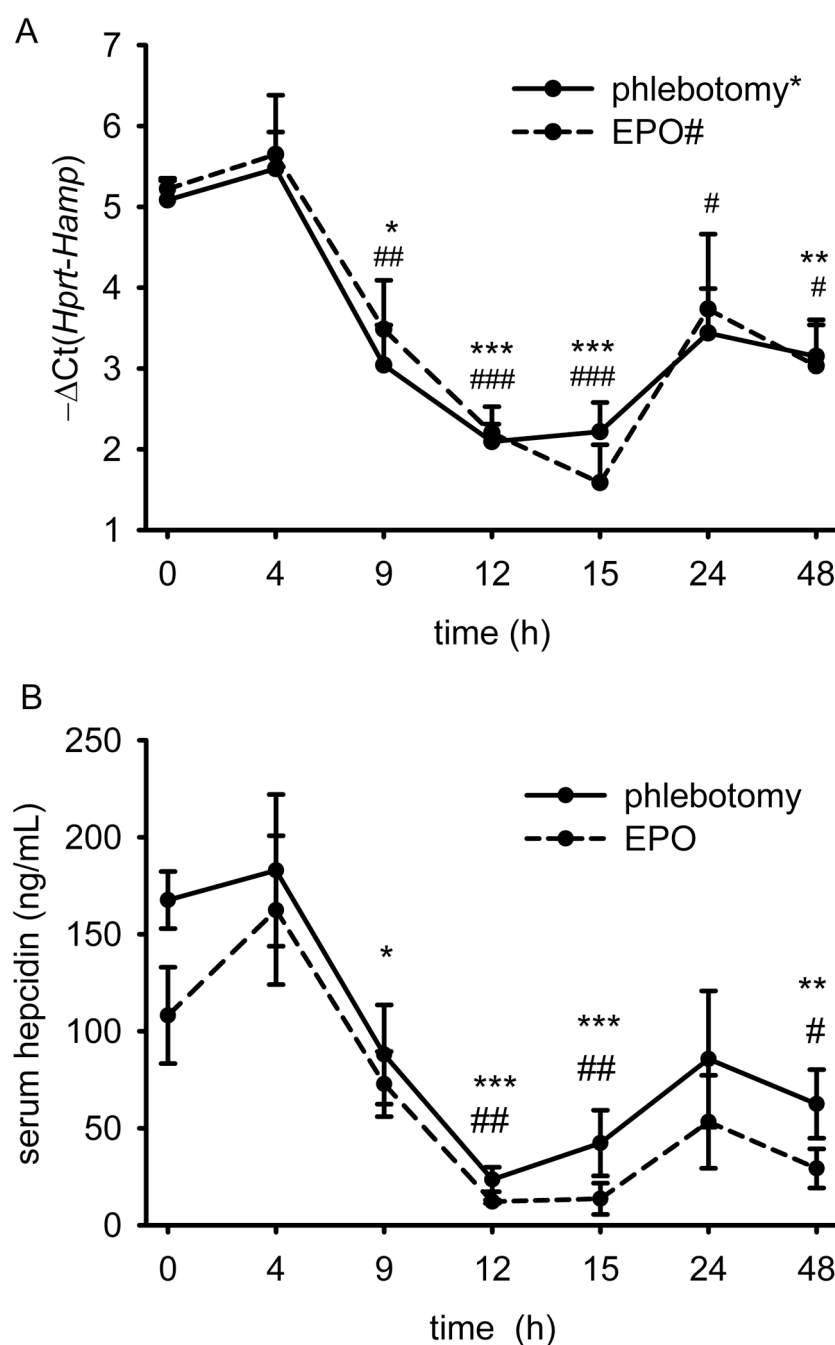 A
7
phlebotomy*
EPO#
6
5
4
3
2
1
−ΔCt(Hprt-Hamp)
*
##
***
###
***
###
#
**
#
0 4 9 12 15 24 48
time (h)
B
250
200
150
100
50
0
serum hepcidin (ng/mL)
phlebotomy
EPO
*
***
##
***
##
**
#
0 4 9 12 15 24 48
time (h)